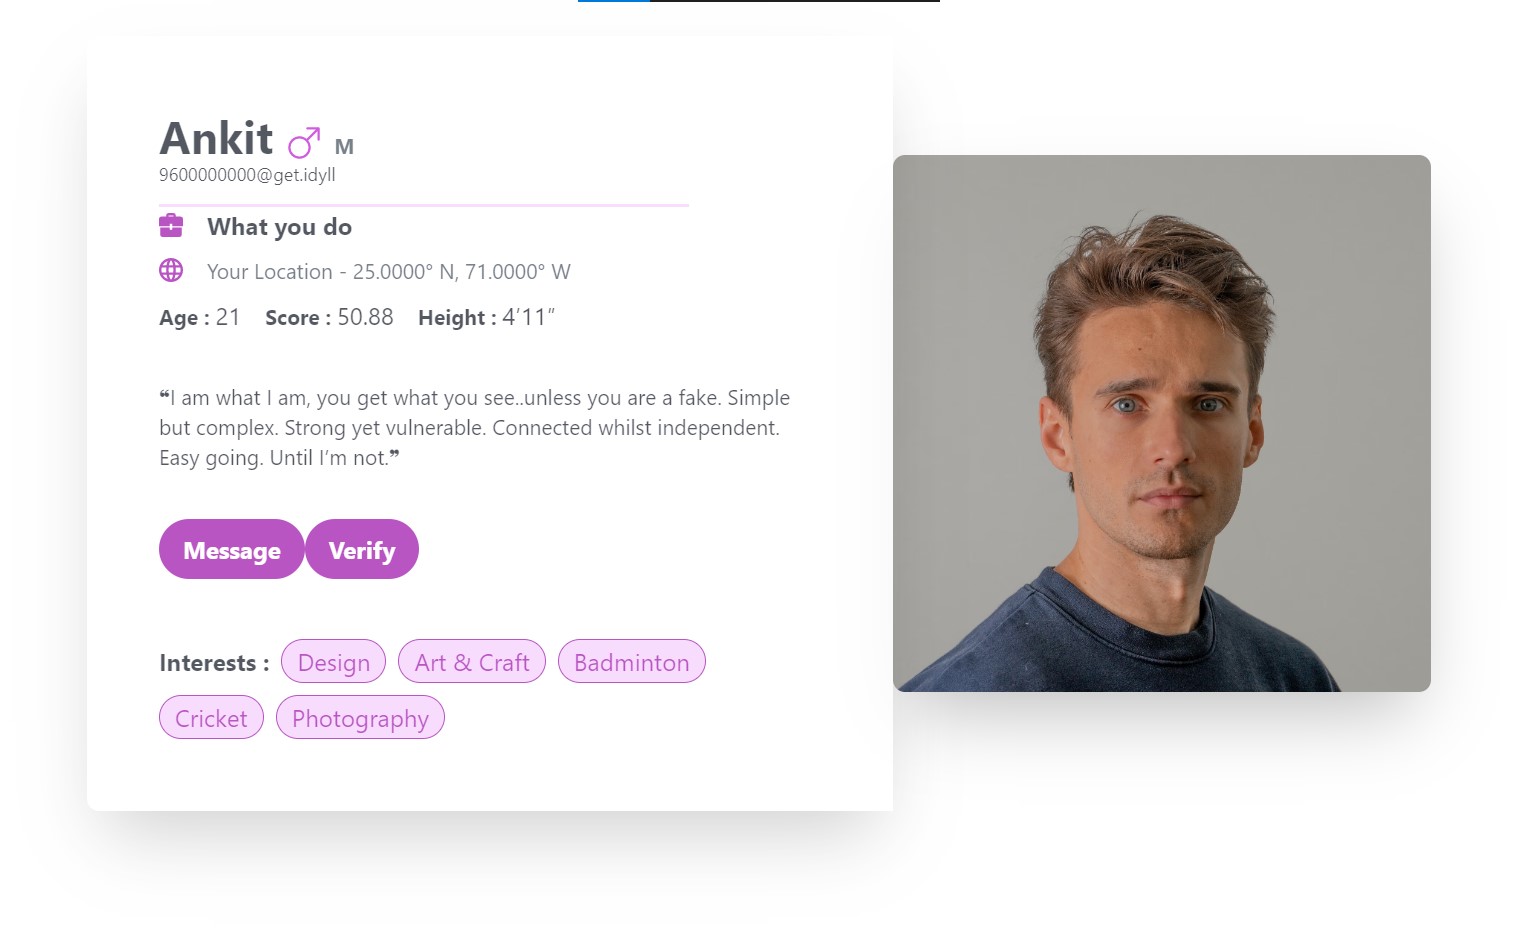 Ankit M
9600000000@get.idyll
What you do
Your Location - 25.0000° N, 71.0000° W
Age : 21 Score : 50.88 Height : 4’11”
❝I am what I am, you get what you see..unless you are a fake. Simple
but complex. Strong yet vulnerable. Connected whilst independent.
Easy going. Until I’m not.❞
Message Verify
Interests : Design Art & Craft Badminton
Cricket Photography